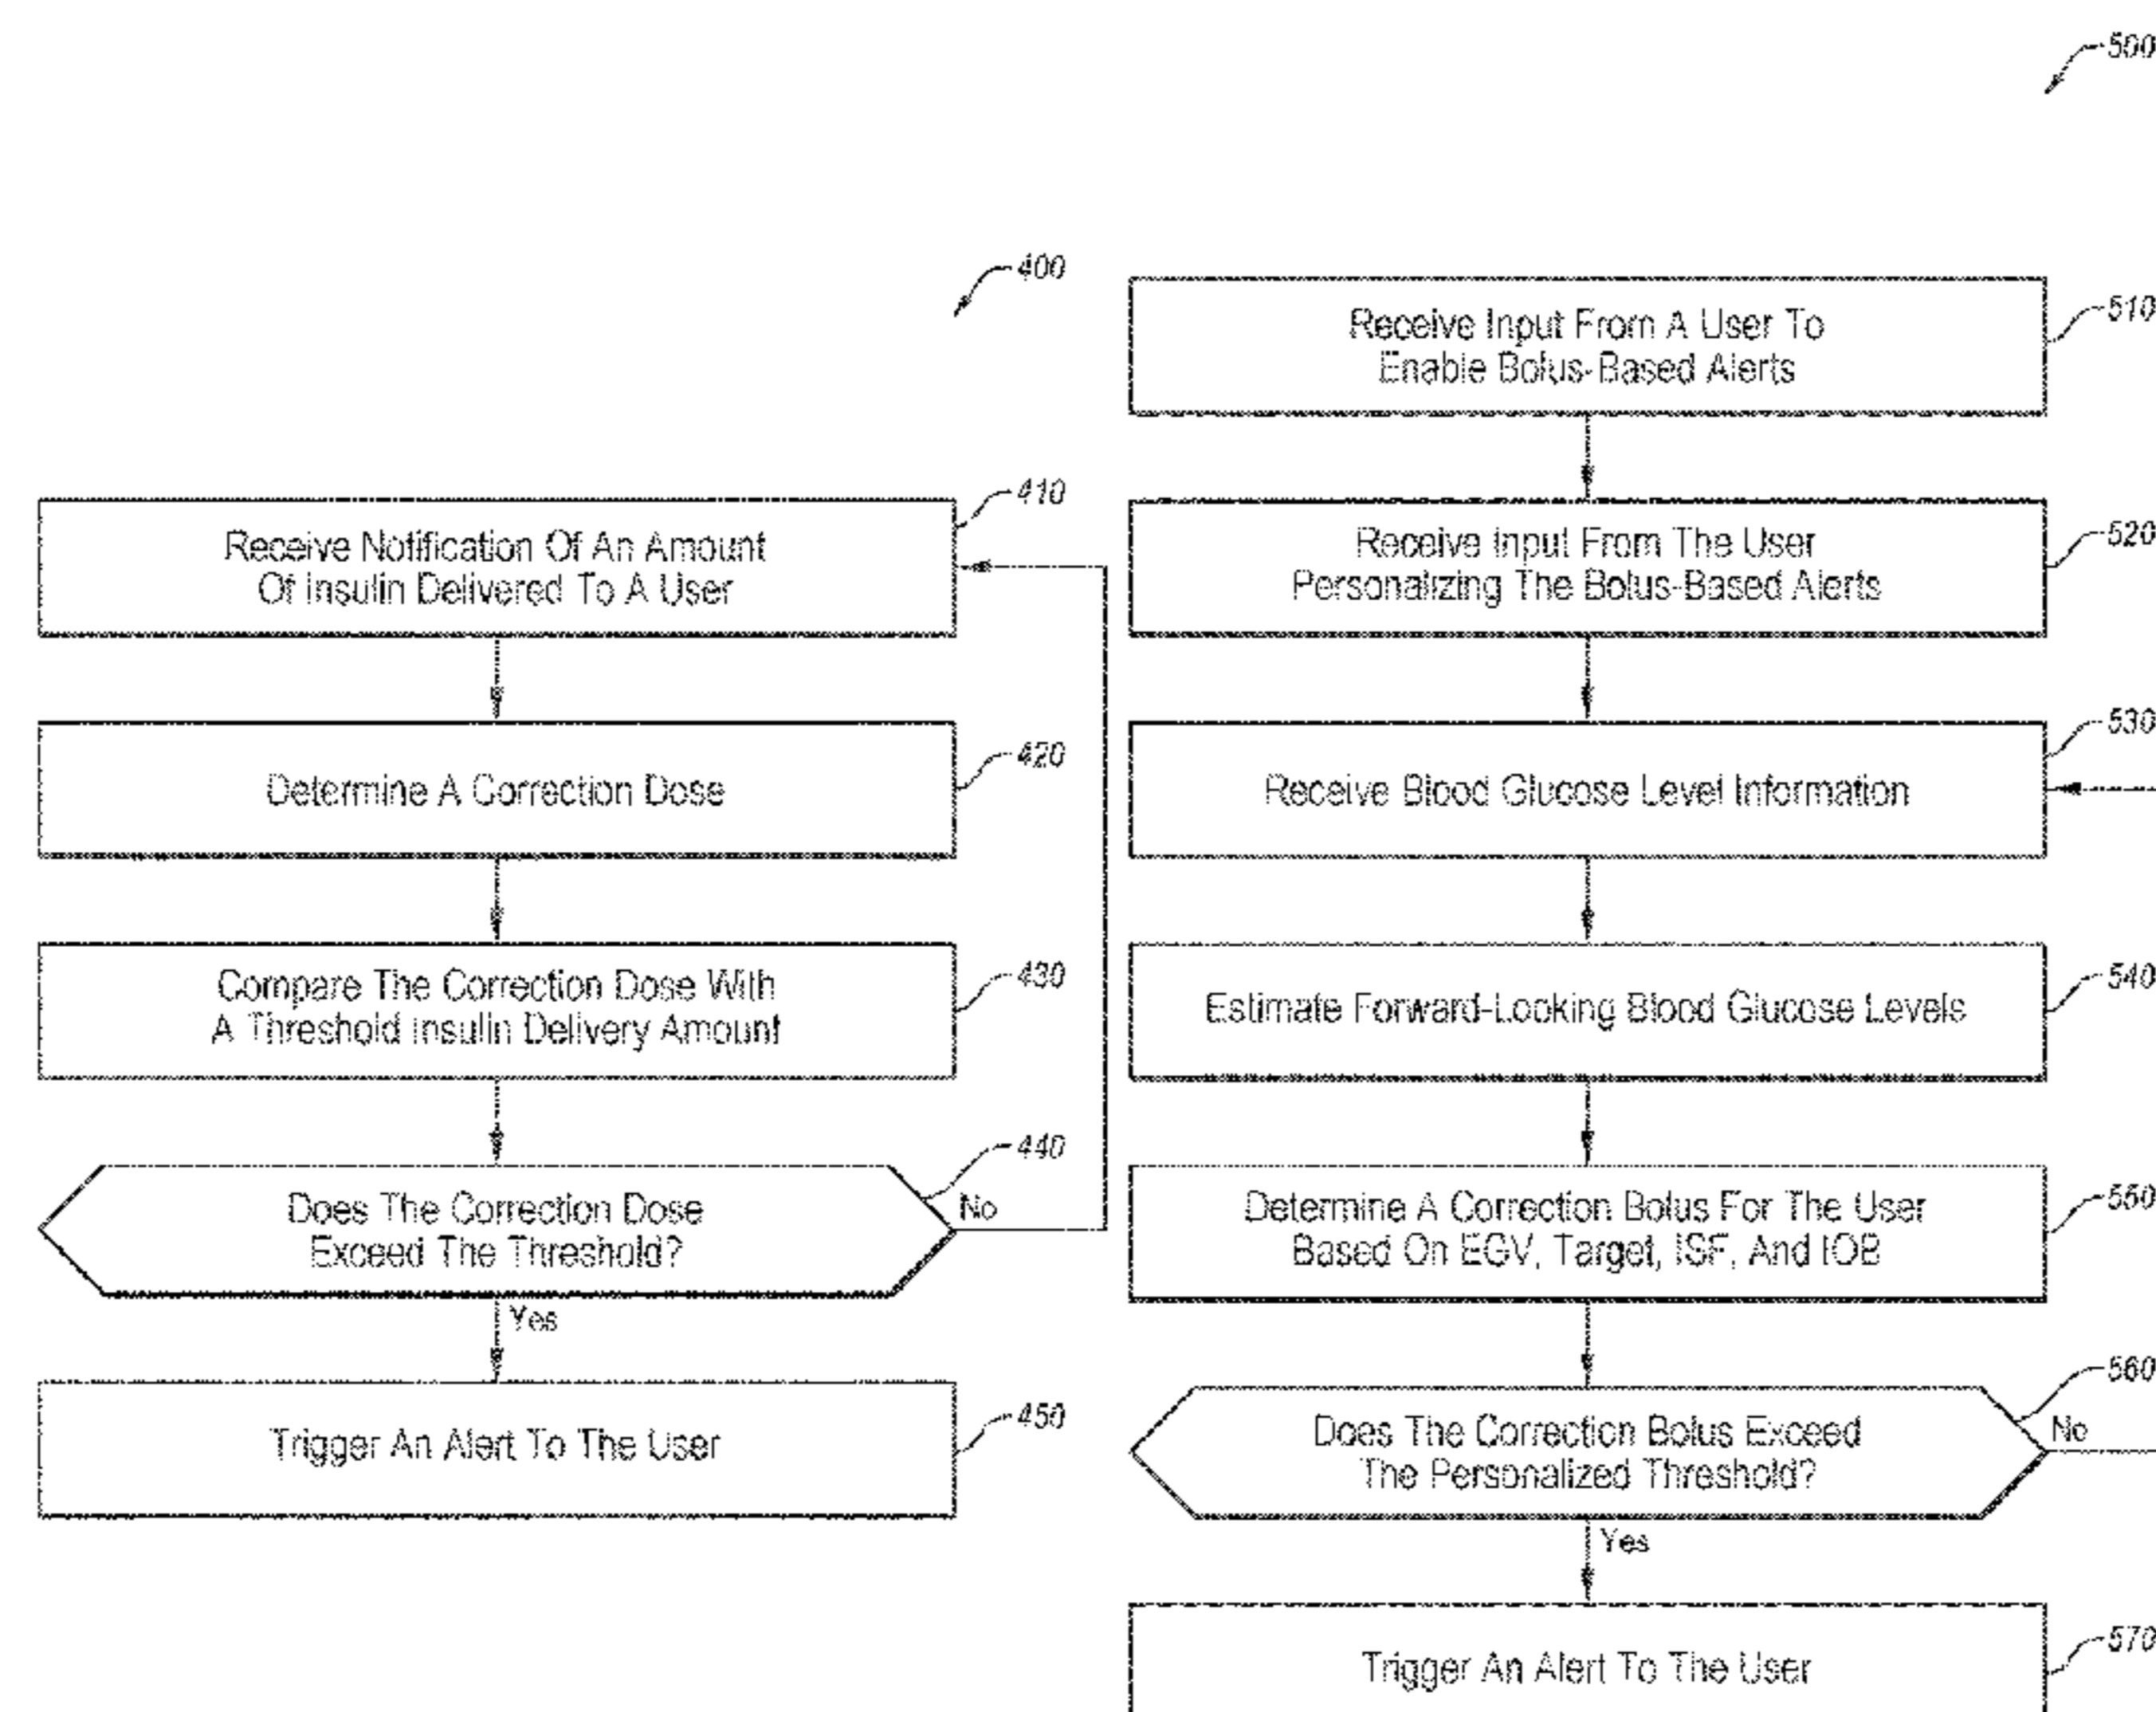 400
410
Receive Notification Of An Amount
Of Insulin Delivered To A User
420
Determine A Correction Dose
430
Compare The Correction Dose With
A Threshold Insulin Delivery Amount
440
Does The Correction Dose
Exceed The Threshold?
No
Yes
450
Trigger An Alert To The User
500
510
Receive Input From A User To
Enable Bolus-Based Alerts
520
Receive Input From The User
Personalizing The Bolus-Based Alerts
530
Receive Blood Glucose Level Information
540
Estimate Forward-Looking Blood Glucose Levels
550
Determine A Correction Bolus For The User
Based On EGV, Target, ISF, And IOB
560
Does The Correction Bolus Exceed
The Personalized Threshold?
No
Yes
570
Trigger An Alert To The User